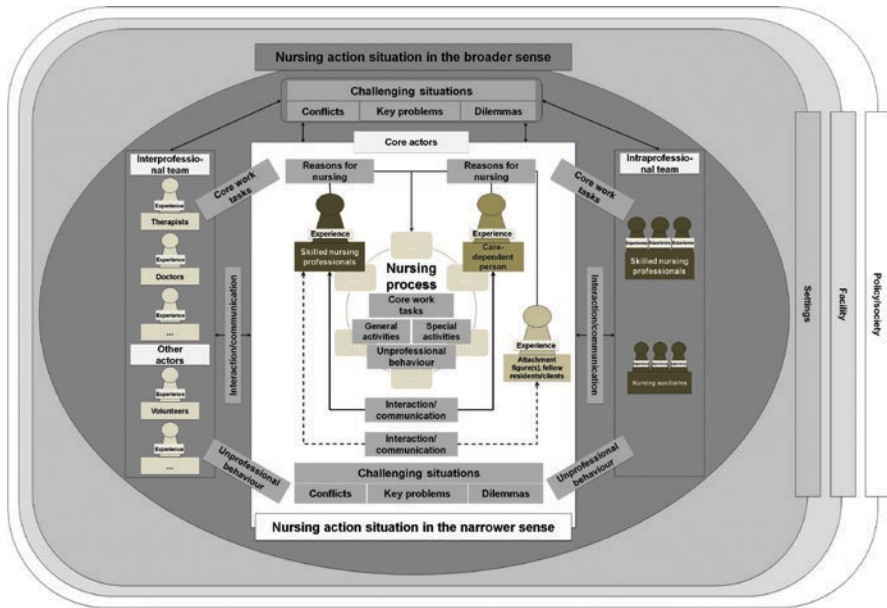 Nursing action situation in the broader sense
Challenging situations
Conflicts
Key problems
Dilemmas
Core actors
Interprofessio-
nal team
Experience
Therapists
Experience
Doctors
Experience
...
Other
actors
Experience
Volunteers
Experience
...
Core work
tasks
Interaction/communication
Unprofessional
behaviour
Reasons for
nursing
Reasons for
nursing
Experience
Skilled nursing
professionals
Experience
Care-
dependent
person
...
...
...
...
Nursing
process
Core work
tasks
General
activities
Special
activities
Unprofessional
behaviour
Experience
Attachment
figure(s), fellow
residents/clients
Interaction/
communication
Interaction/
communication
Challenging situations
Conflicts
Key problems
Dilemmas
Nursing action situation in the narrower sense
Core work
tasks
Interaction/communication
Unprofessional
behaviour
Intraprofessio-
nal team
Experience
Experience
Experience
Skilled nursing
professionals
Nursing auxiliaries
Settings
Facility
Policy/society